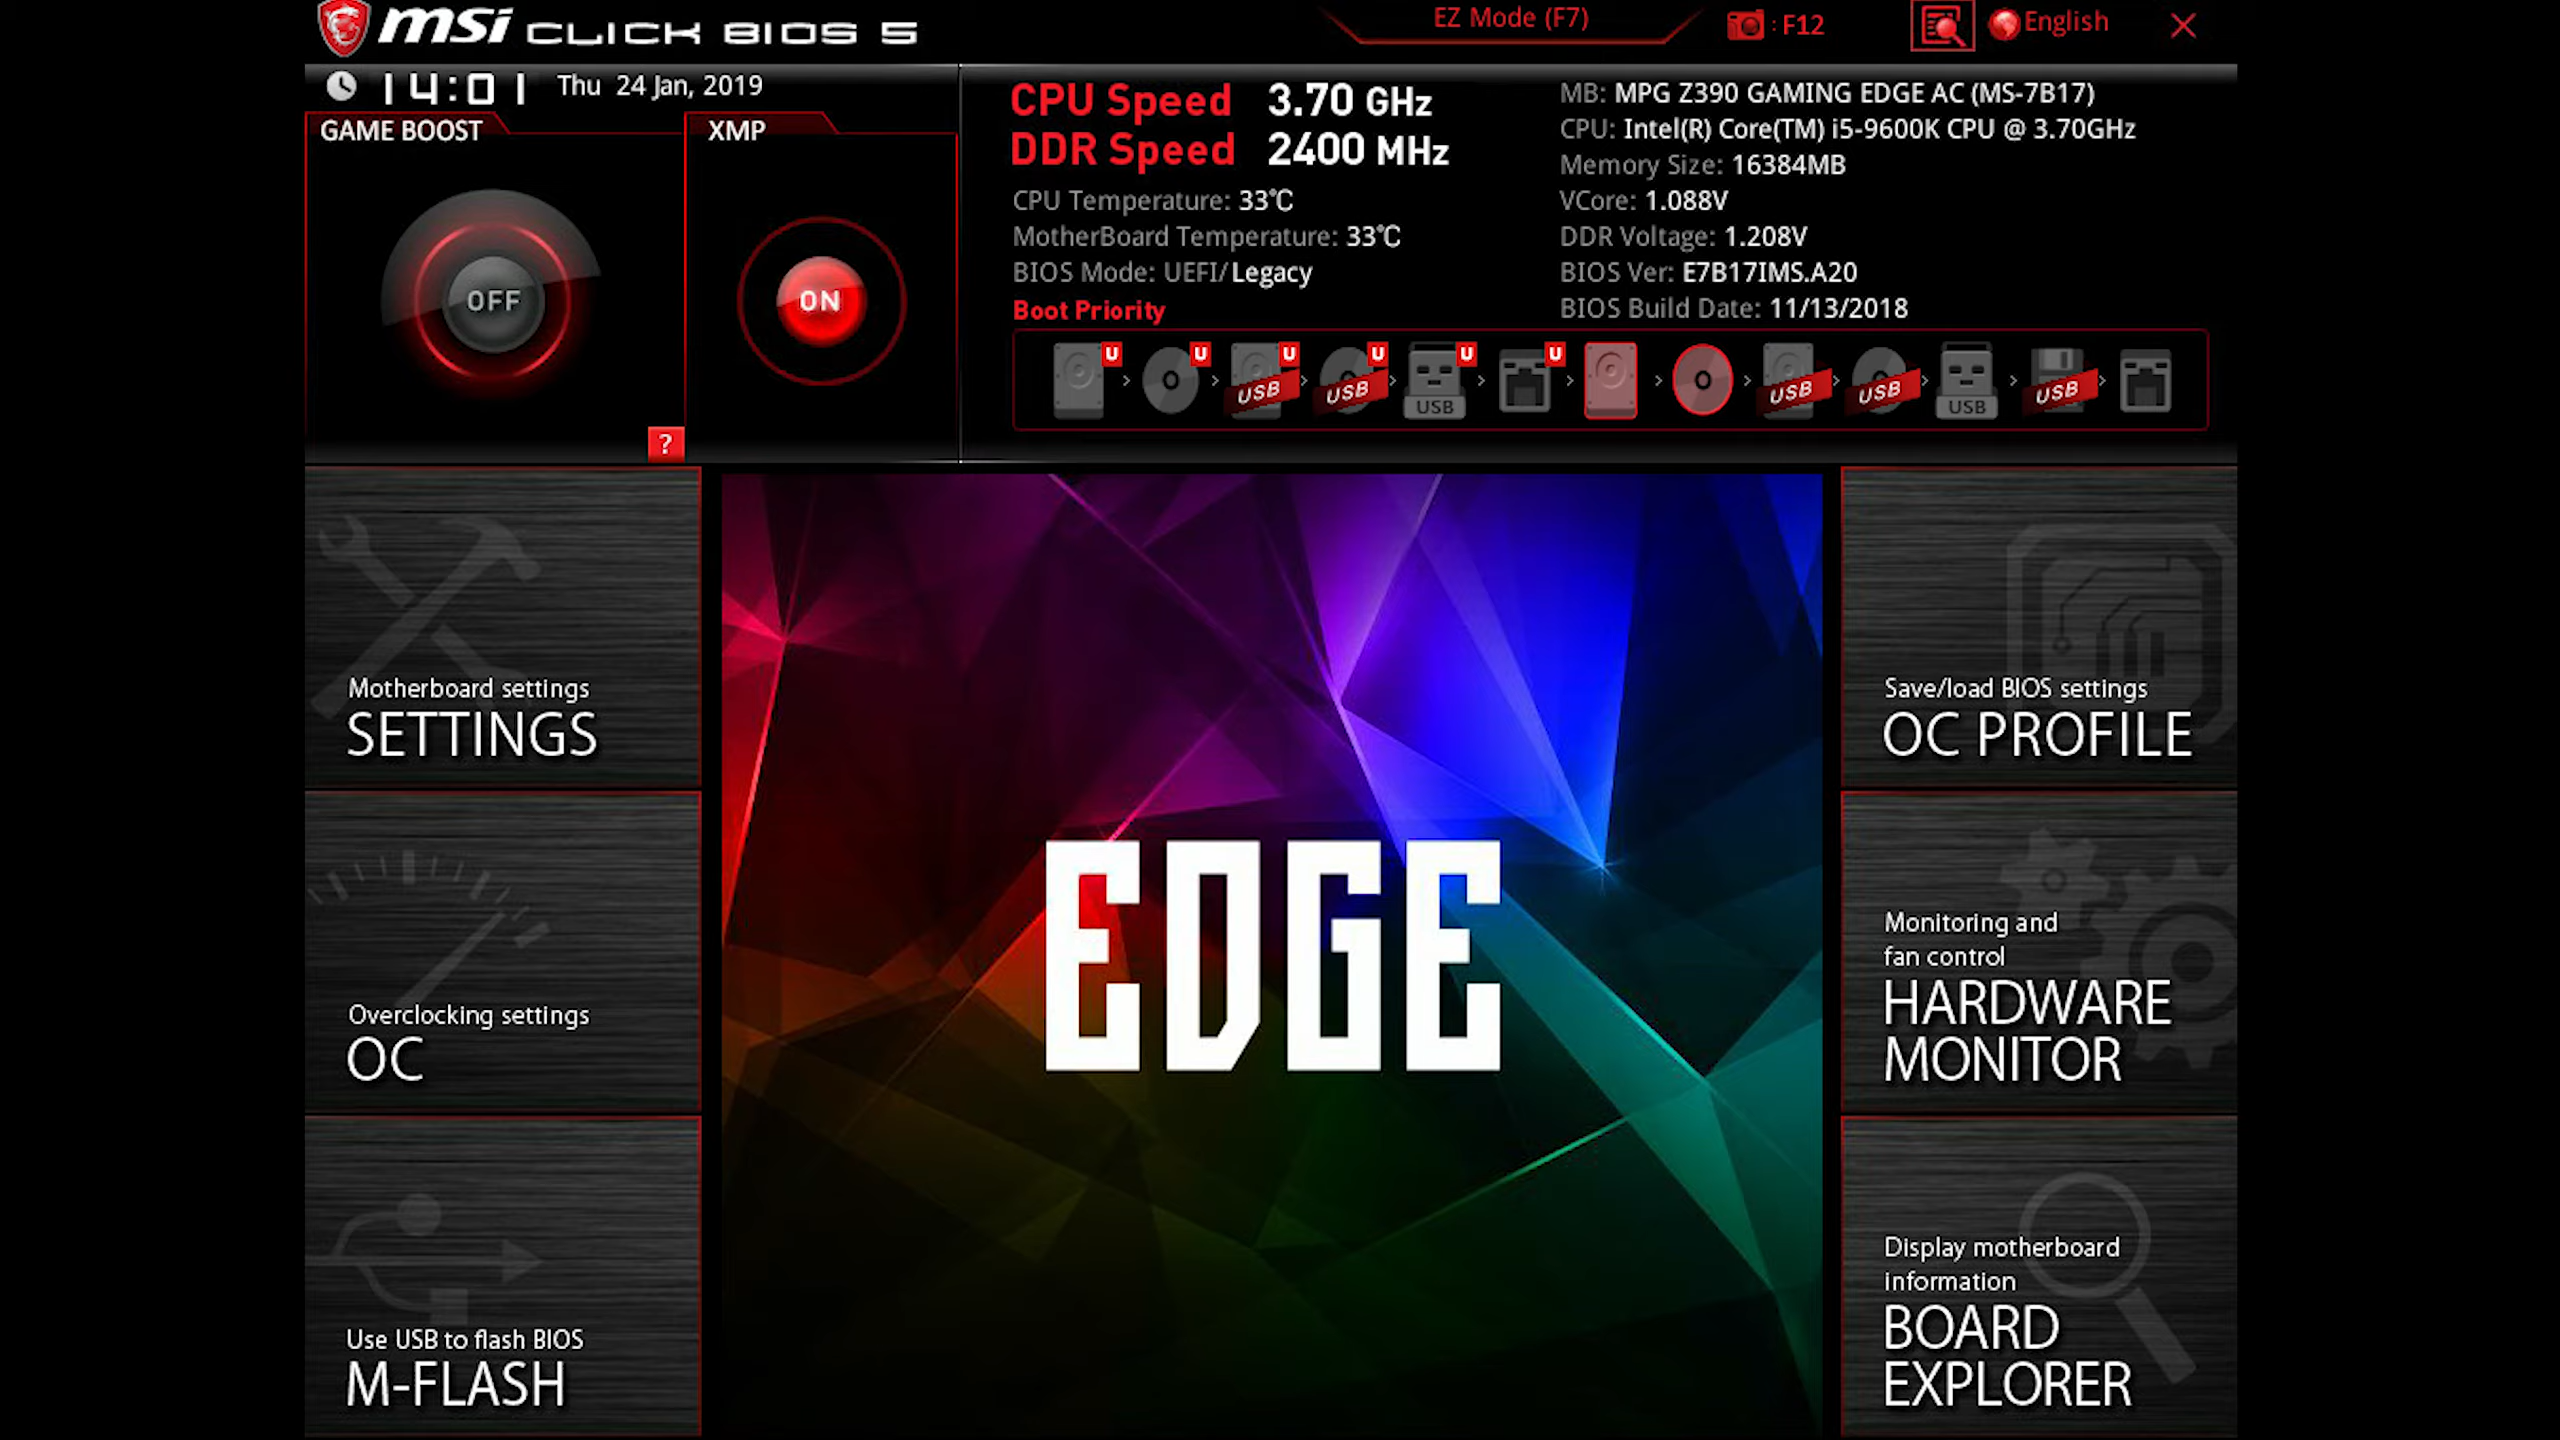 msi CLICK BIOS 5
EZ Mode (F7)
: F12
English
14:01 Thu 24 Jan, 2019
GAME BOOST
OFF
?
XMP
ON
CPU Speed 3.70 GHz
DDR Speed 2400 MHz
CPU Temperature: 33℃
MotherBoard Temperature: 33℃
BIOS Mode: UEFI/Legacy
MB: MPG Z390 GAMING EDGE AC (MS-7B17)
CPU: Intel(R) Core(TM) i5-9600K CPU @ 3.70GHz
Memory Size: 16384MB
VCore: 1.088V
DDR Voltage: 1.208V
BIOS Ver: E7B17IMS.A20
BIOS Build Date: 11/13/2018
Boot Priority
U U U U U U
USB USB USB USB USB USB USB
Motherboard settings
SETTINGS
Overclocking settings
OC
Use USB to flash BIOS
M-FLASH
EDGE
Save/load BIOS settings
OC PROFILE
Monitoring and
fan control
HARDWARE
MONITOR
Display motherboard
information
BOARD
EXPLORER